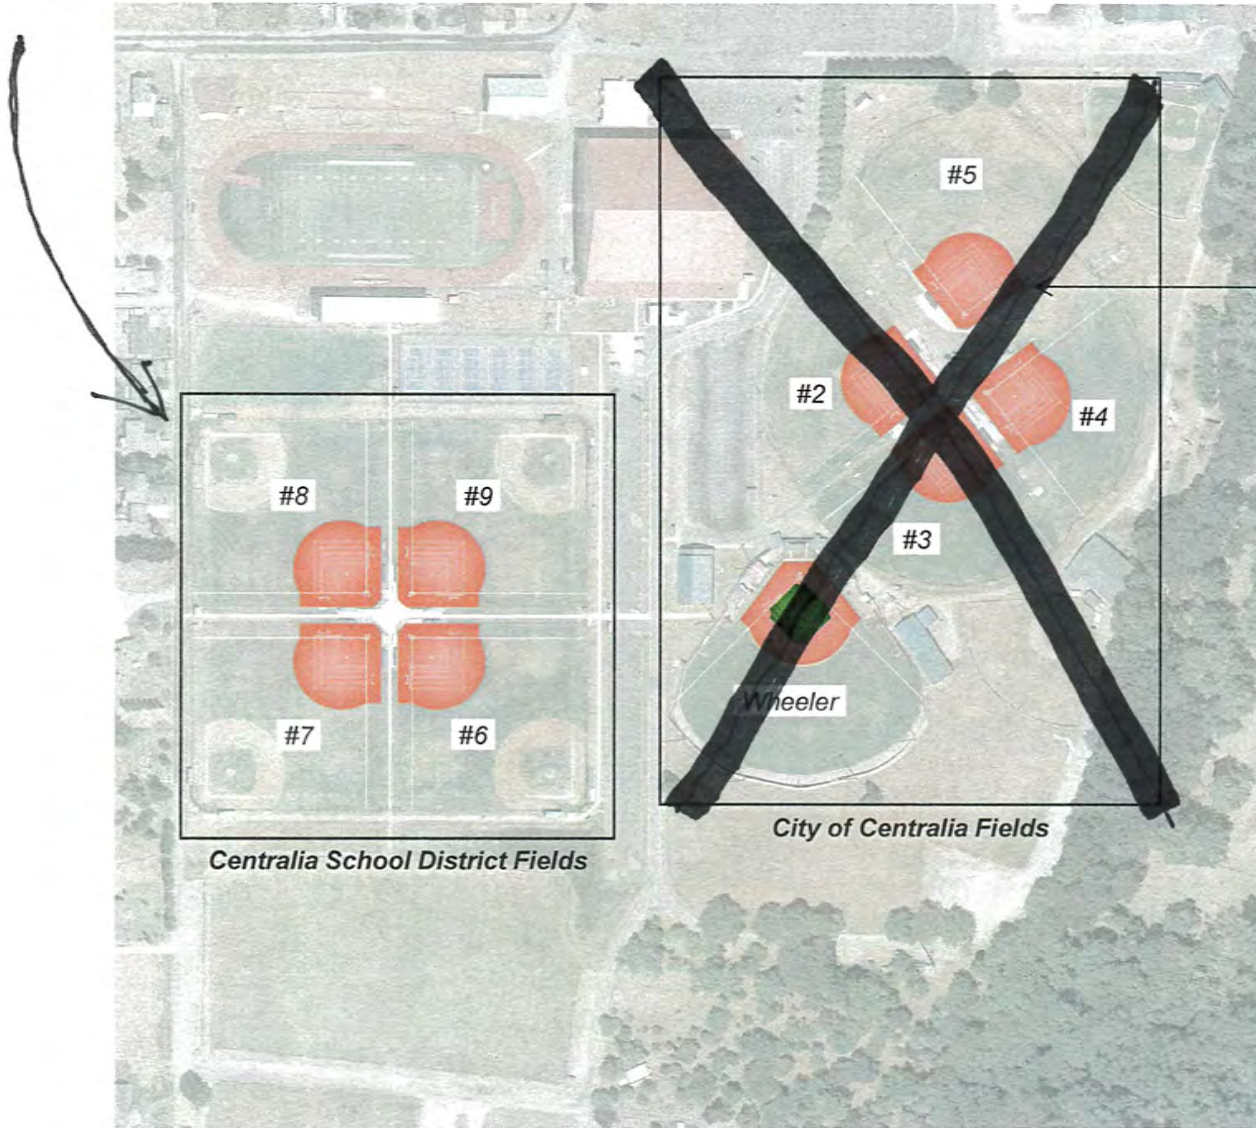 #5
#2
#4
#8
#9
#3
Wheeler
#7
#6
City of Centralia Fields
Centralia School District Fields